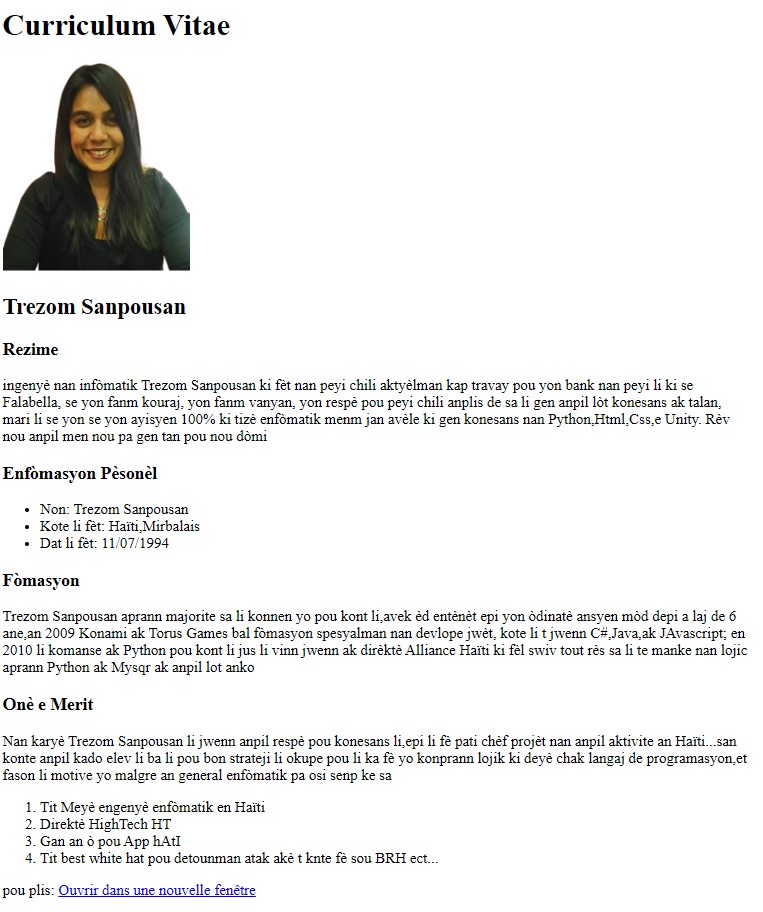 Curriculum Vitae
Trezom Sanpousan
Rezime
ingenyè nan infòmatik Trezom Sanpousan ki fèt nan peyi chili aktyèlman kap travay pou yon bank nan peyi li ki se
Falabella, se yon fanm kouraj, yon fanm vanyan, yon respè pou peyi chili anplis de sa li gen anpil lòt konesans ak talan,
mari li se yon se yon ayisyen 100% ki tizè enfòmatik menm jan avèle ki gen konesans nan Python,Html,Css,e Unity. Rèv
nou anpil men nou pa gen tan pou nou dòmi
Enfòmasyon Pèsonèl
• Non: Trezom Sanpousan
• Kote li fèt: Haïti,Mirbalais
• Dat li fèt: 11/07/1994
Fòmasyon
Trezom Sanpousan aprann majorite sa li konnen yo pou kont li,avek èd entènèt epi yon òdinatè ansyen mòd depi a laj de 6
ane,an 2009 Konami ak Torus Games bal fòmasyon spesyalman nan devlope jwèt, kote li t jwenn C#,Java,ak JAvascript; en
2010 li komanse ak Python pou kont li jus li vinn jwenn ak dirèktè Alliance Haïti ki fèl swiv tout rès sa li te manke nan lojic
aprann Python ak Mysqr ak anpil lot anko
Onè e Merit
Nan karyè Trezom Sanpousan li jwenn anpil respè pou konesans li,epi li fè pati chèf projèt nan anpil aktivite an Haïti...san
konte anpil kado elev li ba li pou bon strateji li okupe pou li ka fè yo konprann lojik ki deyè chak langaj de programasyon,et
fason li motive yo malgre an general enfòmatik pa osi senp ke sa
1. Tit Meyè engenyè enfòmatik en Haïti
2. Direktè HighTech HT
3. Gan an ò pou App hAtI
4. Tit best white hat pou detounman atak akè t knte fè sou BRH ect...
pou plis: Ouvrir dans une nouvelle fenêtre